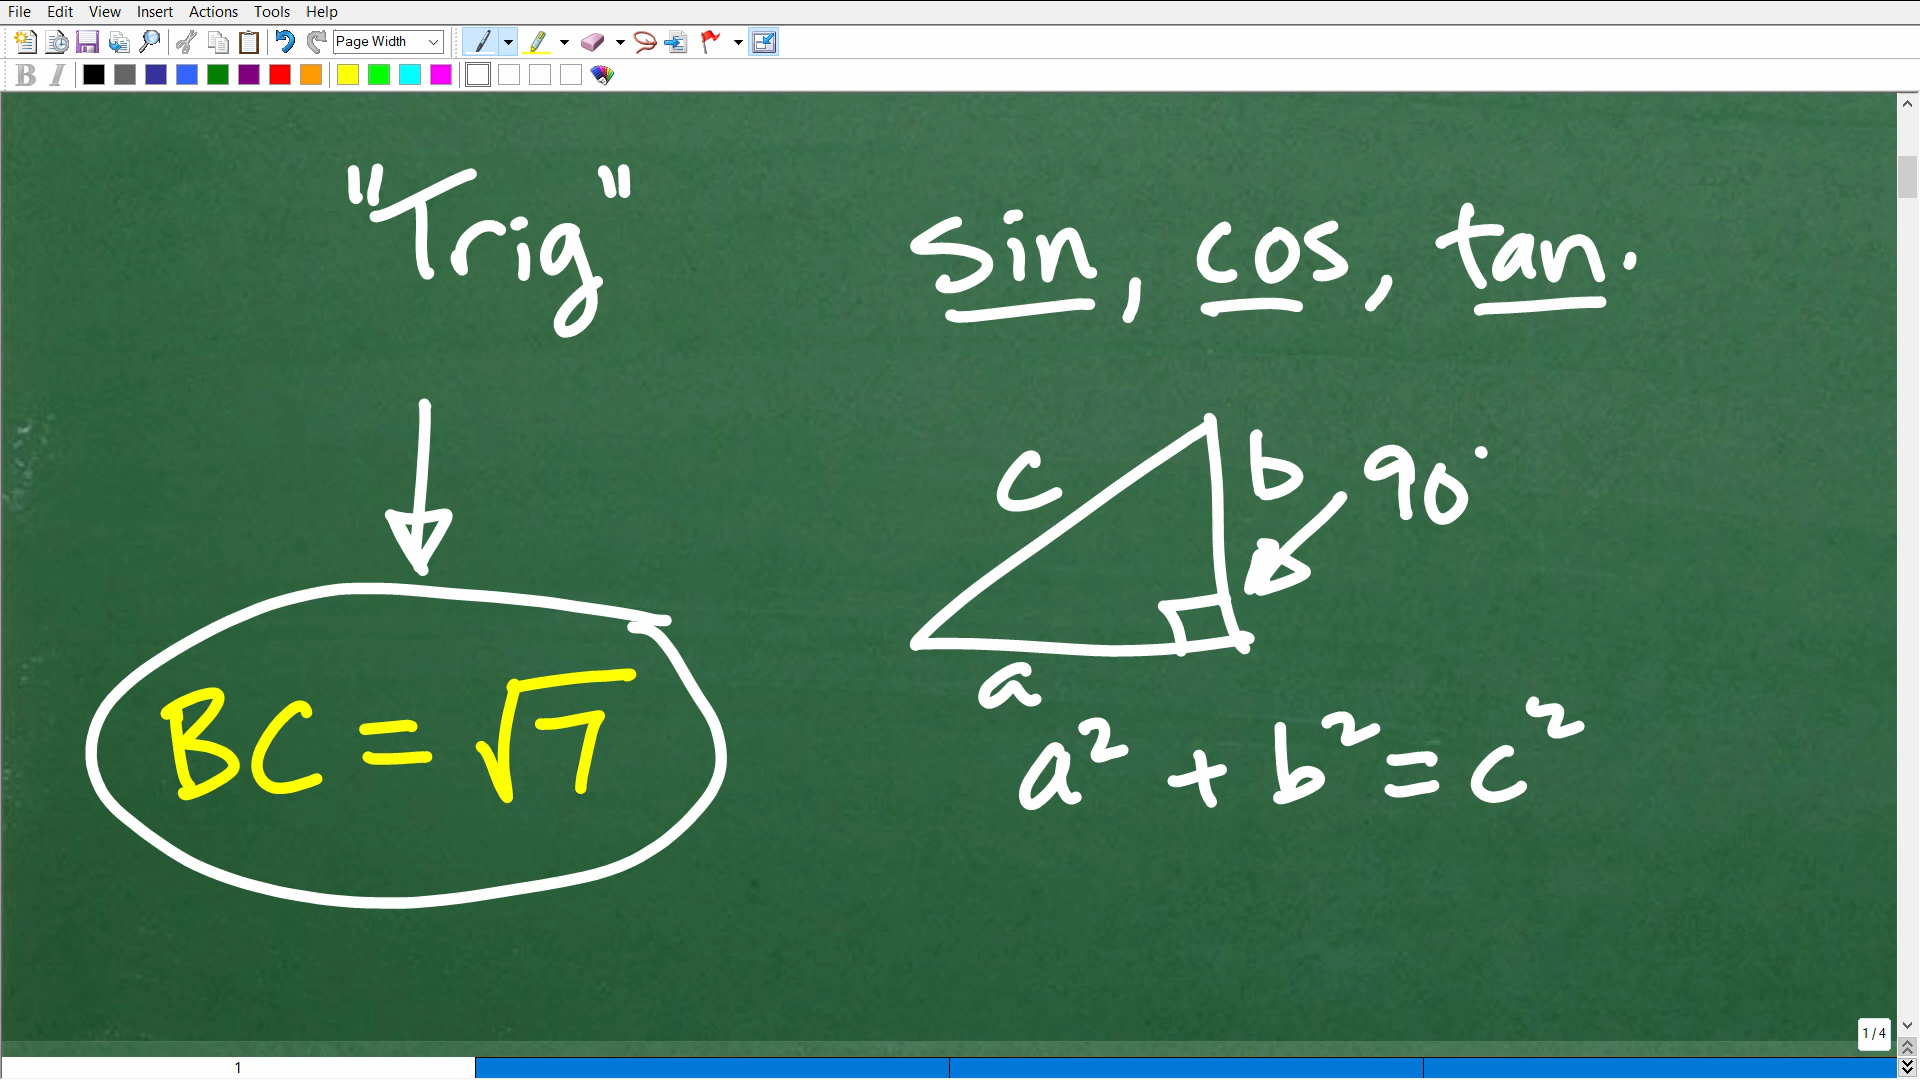 File Edit View Insert Actions Tools Help
Page Width
B I
"Trig"
sin, cos, tan.
c b 90°
a
BC = √7
a² + b² = c²
1 / 4
1